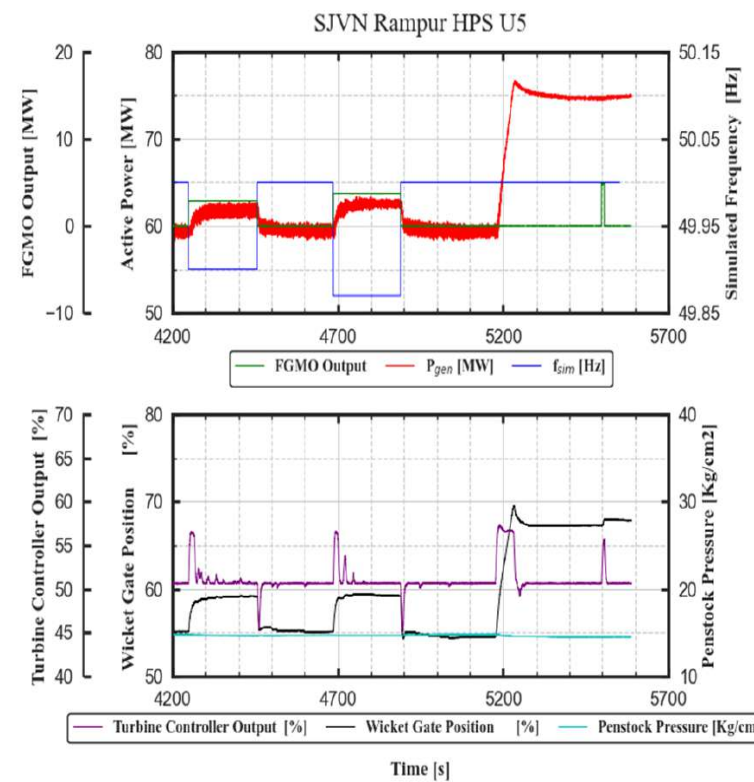 SJVN Rampur HPS U5
FGMO Output [MW]
20
10
0
−10
Active Power [MW]
80
70
60
50
Simulated Frequency [Hz]
50.15
50.05
49.95
49.85
4200 4700 5200 5700
FGMO Output P_gen [MW] f_sim [Hz]
Turbine Controller Output [%]
70
65
60
55
50
45
40
Wicket Gate Position [%]
80
70
60
50
Penstock Pressure [Kg/cm2]
40
30
20
10
4200 4700 5200 5700
Turbine Controller Output [%] Wicket Gate Position [%] Penstock Pressure [Kg/cm
Time [s]